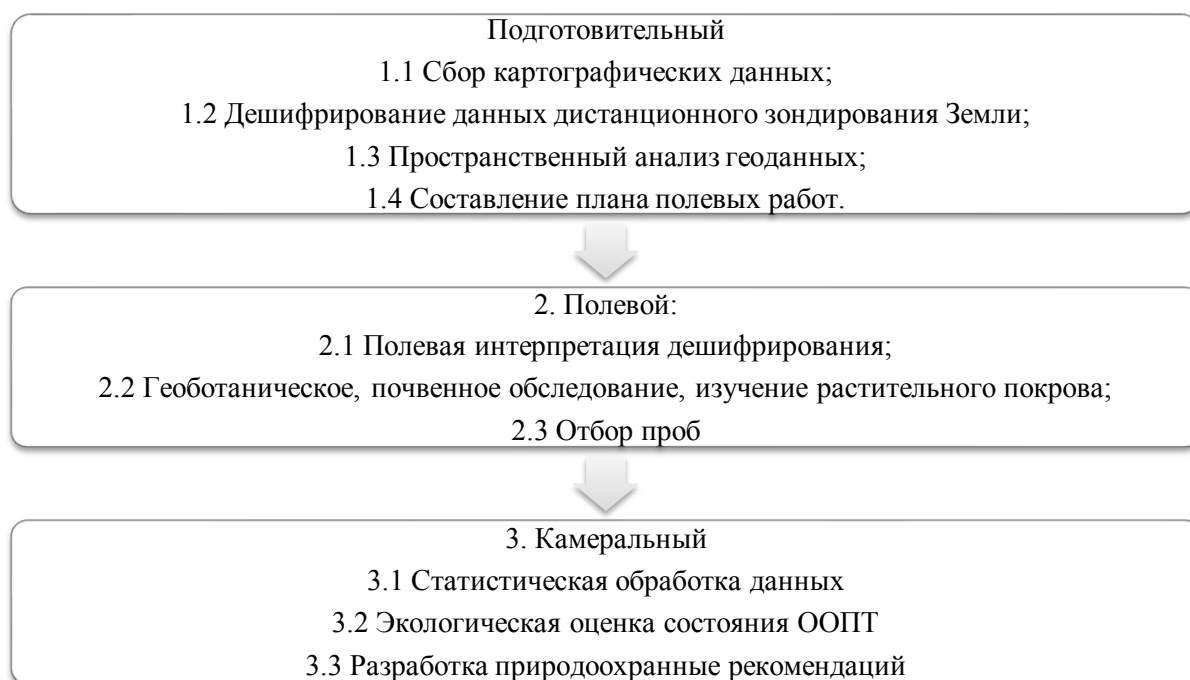 Подготовительный
1.1 Сбор картографических данных;
1.2 Дешифрирование данных дистанционного зондирования Земли;
1.3 Пространственный анализ геоданных;
1.4 Составление плана полевых работ.
2. Полевой:
2.1 Полевая интерпретация дешифрирования;
2.2 Геоботаническое, почвенное обследование, изучение растительного покрова;
2.3 Отбор проб
3. Камеральный
3.1 Статистическая обработка данных
3.2 Экологическая оценка состояния ООПТ
3.3 Разработка природоохранные рекомендаций